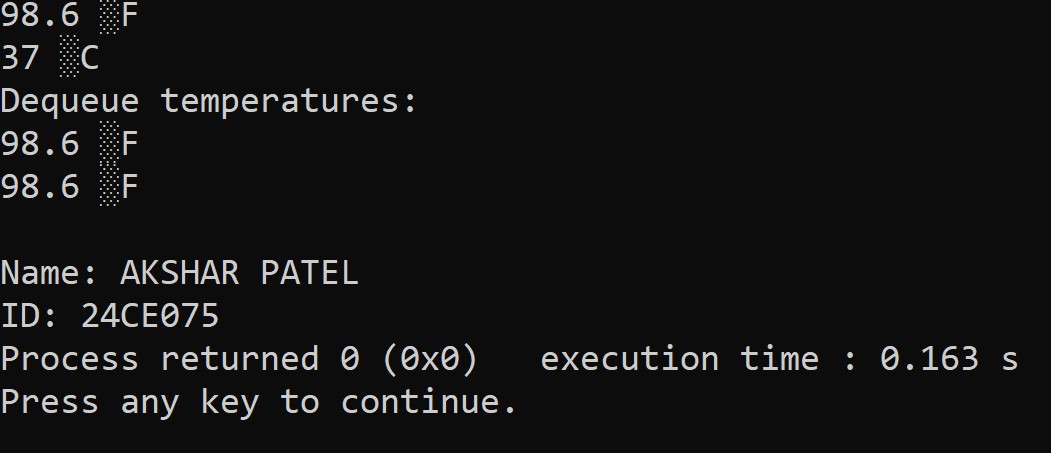 98.6 ░F
37 ░C
Dequeue temperatures:
98.6 ░F
98.6 ░F
Name: AKSHAR PATEL
ID: 24CE075
Process returned 0 (0x0)   execution time : 0.163 s
Press any key to continue.